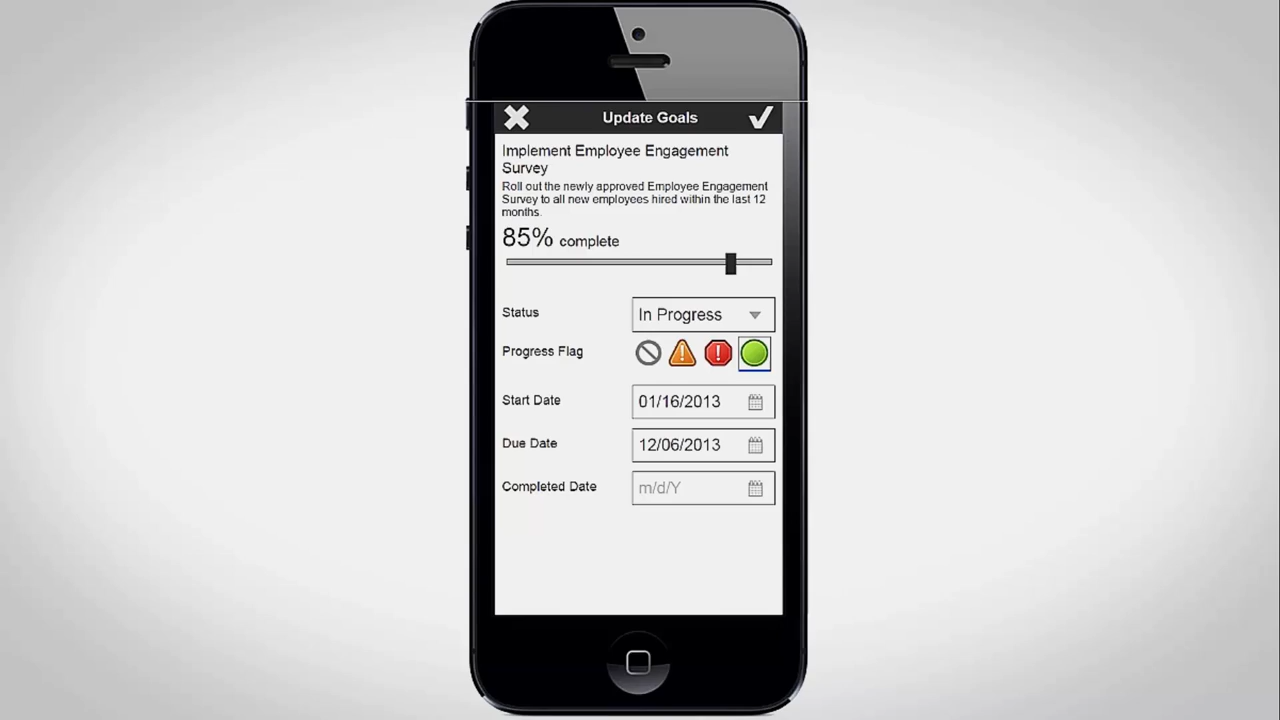 Update Goals
Implement Employee Engagement
Survey
Roll out the newly approved Employee Engagement
Survey to all new employees hired within the last 12
months.
85% complete
Status
In Progress
Progress Flag
Start Date
01/16/2013
Due Date
12/06/2013
Completed Date
m/d/Y